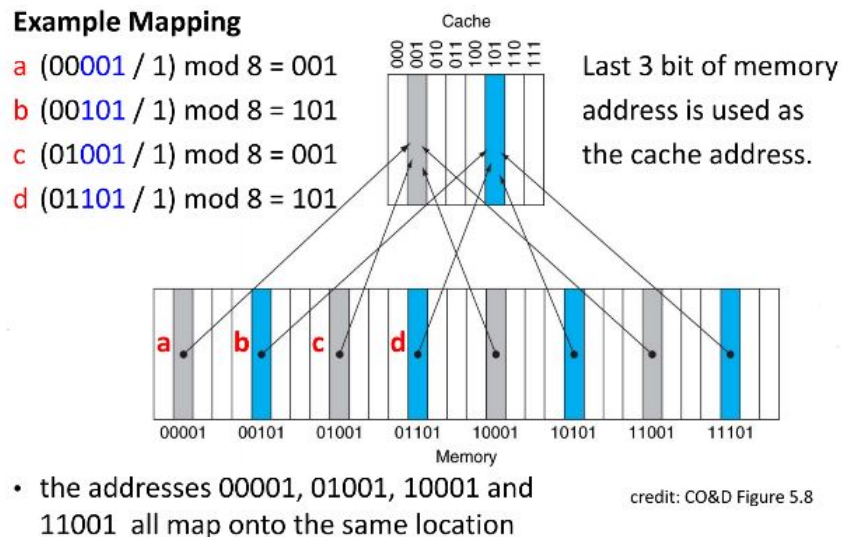 Example Mapping
a (00001 / 1) mod 8 = 001
b (00101 / 1) mod 8 = 101
c (01001 / 1) mod 8 = 001
d (01101 / 1) mod 8 = 101
Cache
000 001 010 011 100 101 110 111
Last 3 bit of memory
address is used as
the cache address.
a b c d
00001 00101 01001 01101 10001 10101 11001 11101
Memory
• the addresses 00001, 01001, 10001 and
11001 all map onto the same location
credit: CO&D Figure 5.8